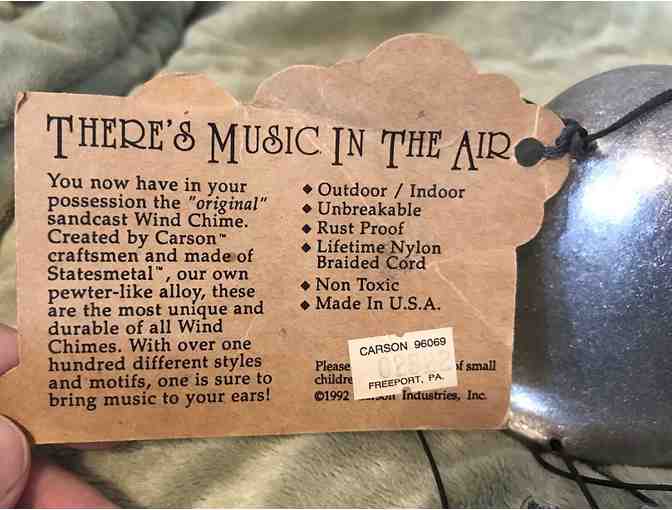 THERE'S MUSIC IN THE AIR
You now have in your
possession the "original"
sandcast Wind Chime.
Created by Carson™
craftsmen and made of
Statesmetal™, our own
pewter-like alloy, these
are the most unique and
durable of all Wind
Chimes. With over one
hundred different styles
and motifs, one is sure to
bring music to your ears!
◆ Outdoor / Indoor
◆ Unbreakable
◆ Rust Proof
◆ Lifetime Nylon
Braided Cord
◆ Non Toxic
◆ Made In U.S.A.
Please of small
childre
©1992 Industries, Inc.
CARSON 96069
FREEPORT, PA.